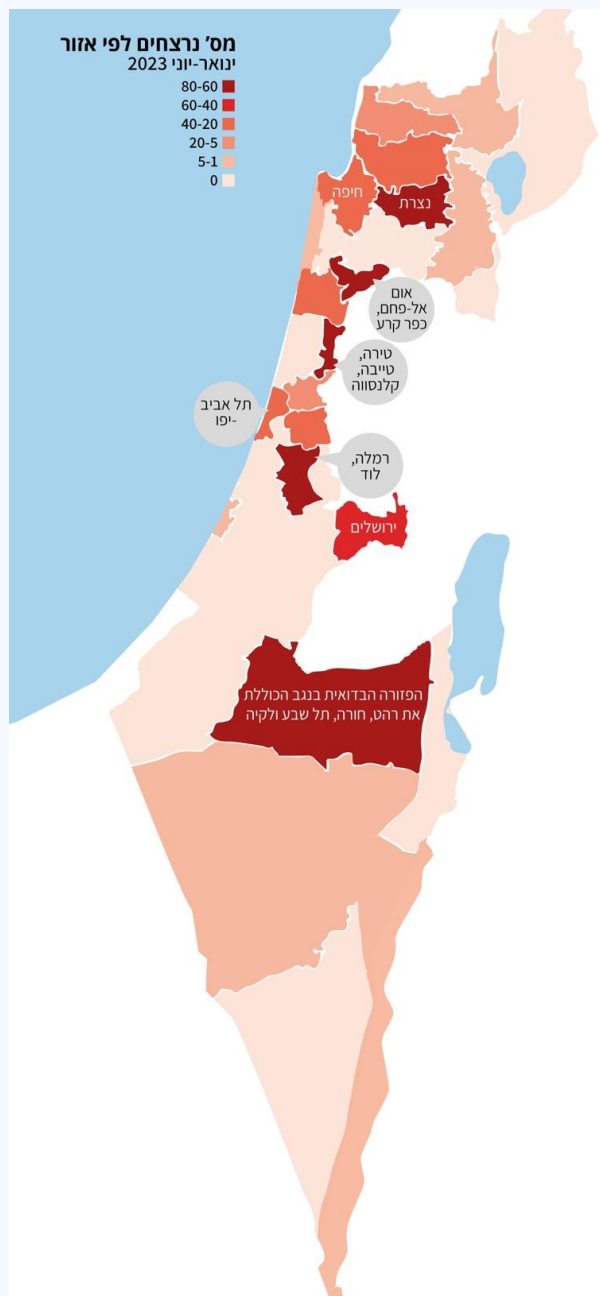 מס' נרצחים לפי אזור
ינואר-יוני 2023
80-60
60-40
40-20
20-5
5-1
0
חיפה
נצרת
אום
אל-פחם,
כפר קרע
טירה,
טייבה,
קלנסווה
תל אביב
-יפו
רמלה,
לוד
ירושלים
הפזורה הבדואית בנגב הכוללת
את רהט, חורה, תל שבע ולקיה